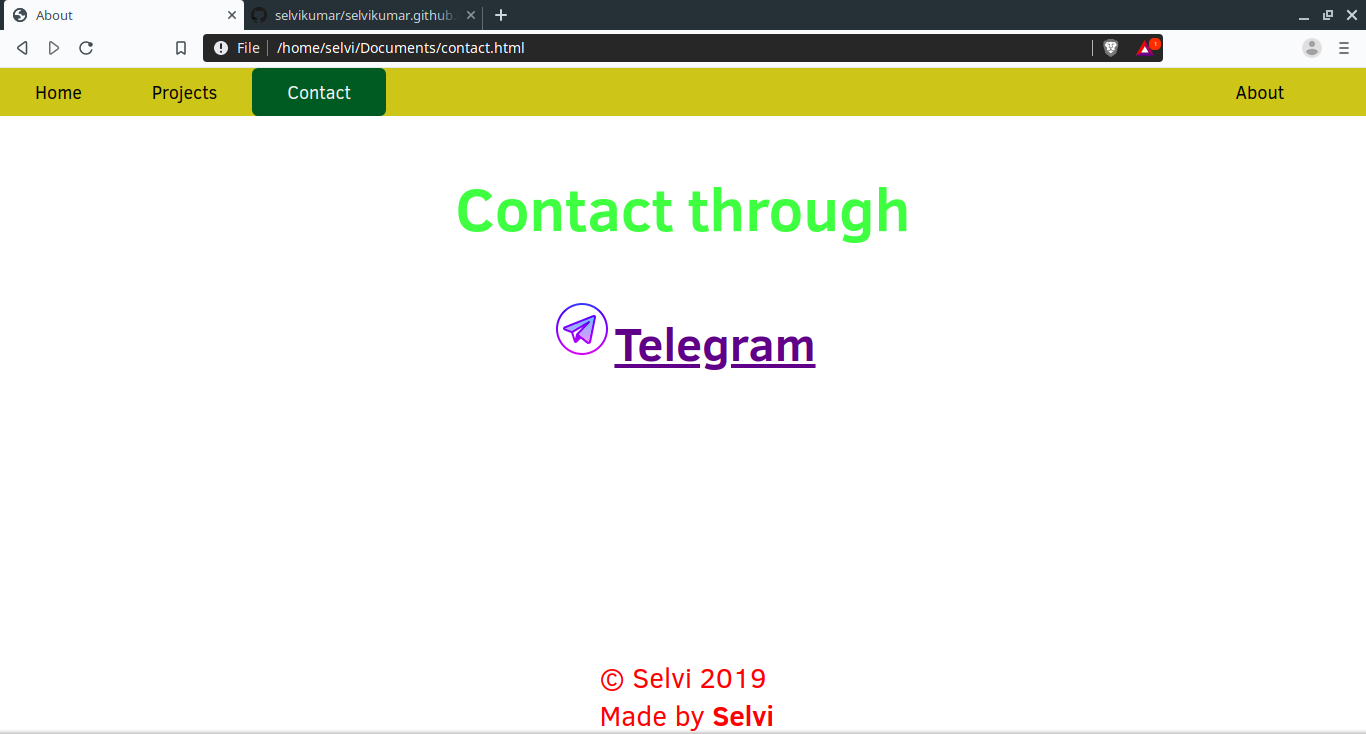 About
selvikumar/selvikumar.github.
File /home/selvi/Documents/contact.html
1
Home Projects Contact About
Contact through
Telegram
© Selvi 2019
Made by Selvi